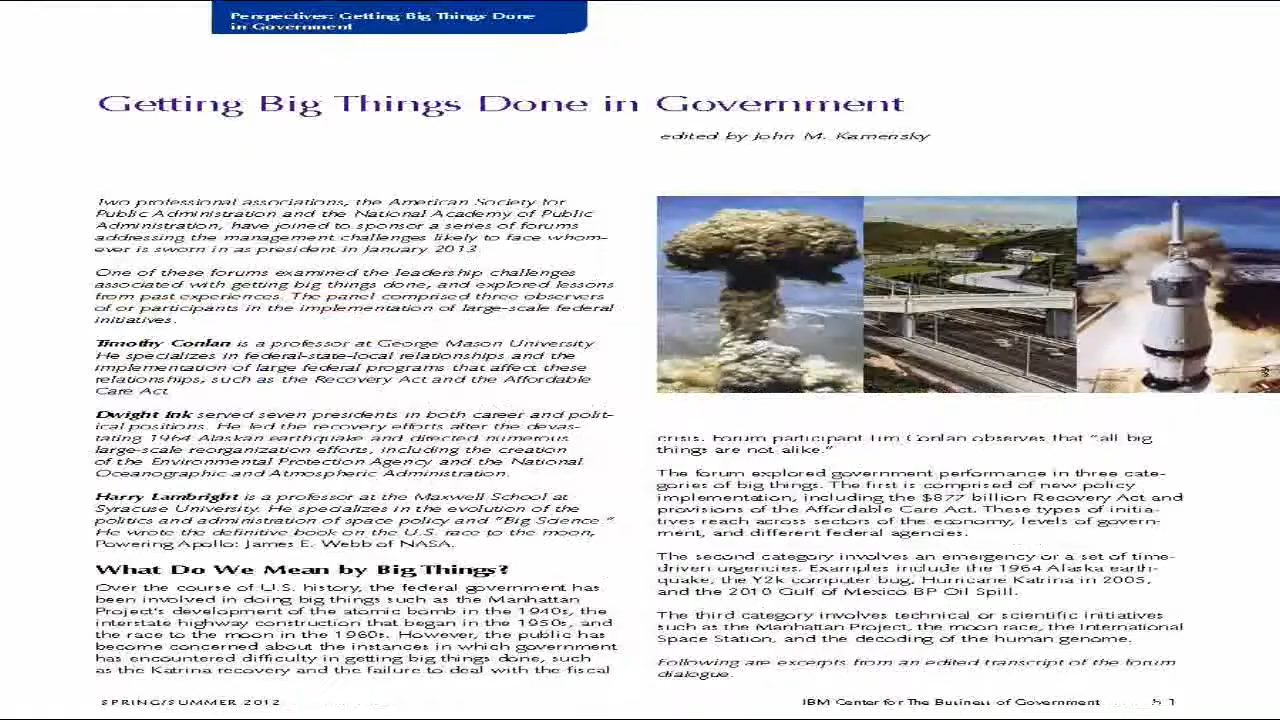 Perspectives: Getting Big Things Done
in Government
Getting Big Things Done in Government
edited by John M. Kamensky
Two professional associations, the American Society for
Public Administration and the National Academy of Public
Administration, have joined to sponsor a series of forums
addressing the management challenges likely to face whom-
ever is sworn in as president in January 2013.
One of these forums examined the leadership challenges
associated with getting big things done, and explored lessons
from past experiences. The panel comprised three observers
of or participants in the implementation of large-scale federal
initiatives.
Timothy Conlan is a professor at George Mason University.
He specializes in federal-state-local relationships and the
implementation of large federal programs that affect these
relationships, such as the Recovery Act and the Affordable
Care Act.
Dwight Ink served seven presidents in both career and polit-
ical positions. He led the recovery efforts after the devas-
tating 1964 Alaskan earthquake and directed numerous
large-scale reorganization efforts, including the creation
of the Environmental Protection Agency and the National
Oceanographic and Atmospheric Administration.
Harry Lambright is a professor at the Maxwell School at
Syracuse University. He specializes in the evolution of the
politics and administration of space policy and "Big Science."
He wrote the definitive book on the U.S. race to the moon,
Powering Apollo: James E. Webb of NASA.
What Do We Mean by Big Things?
Over the course of U.S. history, the federal government has
been involved in doing big things such as the Manhattan
Project's development of the atomic bomb in the 1940s, the
interstate highway construction that began in the 1950s, and
the race to the moon in the 1960s. However, the public has
become concerned about the instances in which government
has encountered difficulty in getting big things done, such
as the Katrina recovery and the failure to deal with the fiscal
crisis. Forum participant Tim Conlan observes that "all big
things are not alike."
The forum explored government performance in three cate-
gories of big things. The first is comprised of new policy
implementation, including the $877 billion Recovery Act and
provisions of the Affordable Care Act. These types of initia-
tives reach across sectors of the economy, levels of govern-
ment, and different federal agencies.
The second category involves an emergency or a set of time-
driven urgencies. Examples include the 1964 Alaska earth-
quake, the Y2k computer bug, Hurricane Katrina in 2005,
and the 2010 Gulf of Mexico BP Oil Spill.
The third category involves technical or scientific initiatives
such as the Manhattan Project, the moon race, the International
Space Station, and the decoding of the human genome.
Following are excerpts from an edited transcript of the forum
dialogue.
SPRING/SUMMER 2012
IBM Center for The Business of Government
51